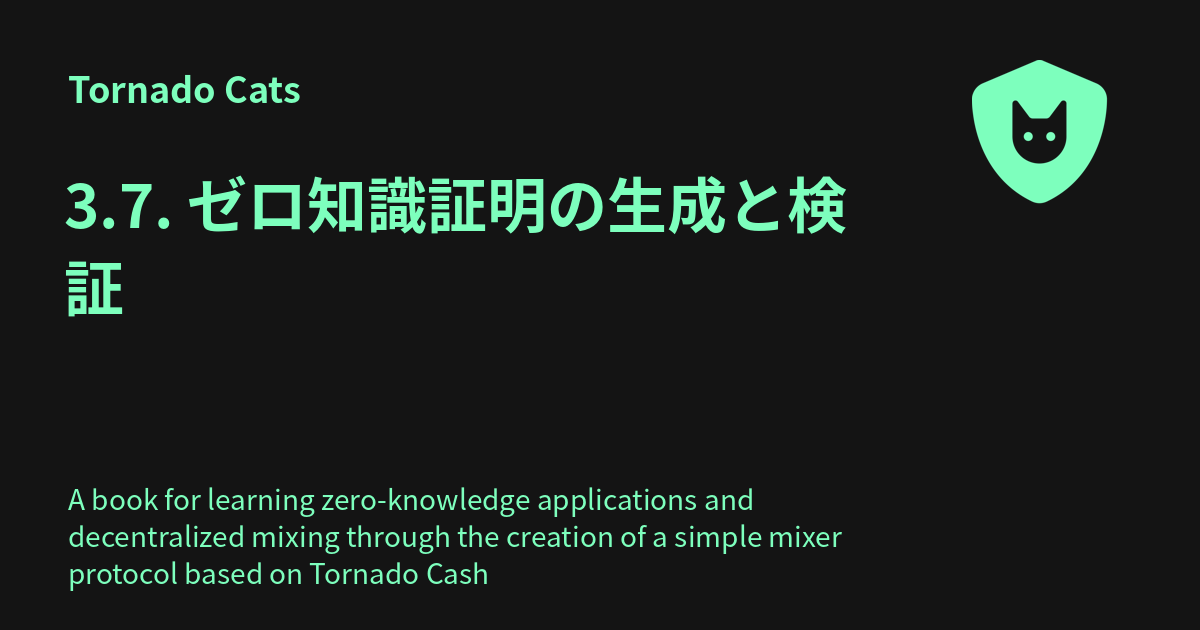 Tornado Cats
3.7. ゼロ知識証明の生成と検
証
A book for learning zero-knowledge applications and
decentralized mixing through the creation of a simple mixer
protocol based on Tornado Cash